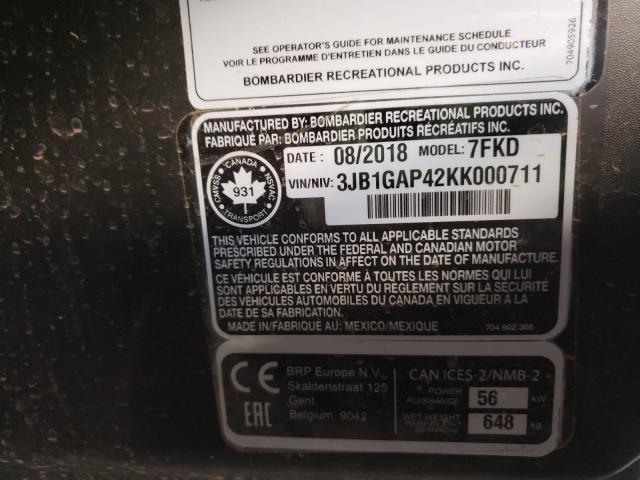 SEE OPERATOR'S GUIDE FOR MAINTENANCE SCHEDULE
VOIR LE PROGRAMME D'ENTRETIEN DANS LE GUIDE DU CONDUCTEUR
BOMBARDIER RECREATIONAL PRODUCTS INC.
704905926
MANUFACTURED BY: BOMBARDIER RECREATIONAL PRODUCTS INC.
FABRIQUÉ PAR: BOMBARDIER PRODUITS RÉCRÉATIFS INC.
CANADA
CMVSS
NSVAC
931
TRANSPORT
DATE : 08/2018 MODEL: 7FKD
VIN/NIV: 3JB1GAP42KK000711
THIS VEHICLE CONFORMS TO ALL APPLICABLE STANDARDS
PRESCRIBED UNDER THE FEDERAL AND CANADIAN MOTOR
SAFETY REGULATIONS IN AFFECT ON THE DATE OF MANUFACTURE.
CE VÉHICULE EST CONFORME À TOUTES LES NORMES QUI LUI
SONT APPLICABLES EN VERTU DU REGLEMENT SUR LA SÉCURITÉ
DES VÉHICULES AUTOMOBILES DU CANADA EN VIGUEUR À LA
DATE DE SA FABRICATION.
MADE IN/FABRIQUÉ AU: MEXICO/MEXIQUE
704 902 369
CE
EAC
BRP Europe N.V.
Skaldenstraat 125
Gent.
Belgium. 9042
CAN ICES-2/NMB-2
POWER
PUISSANCE 56 kW
WET WEIGHT
648 kg